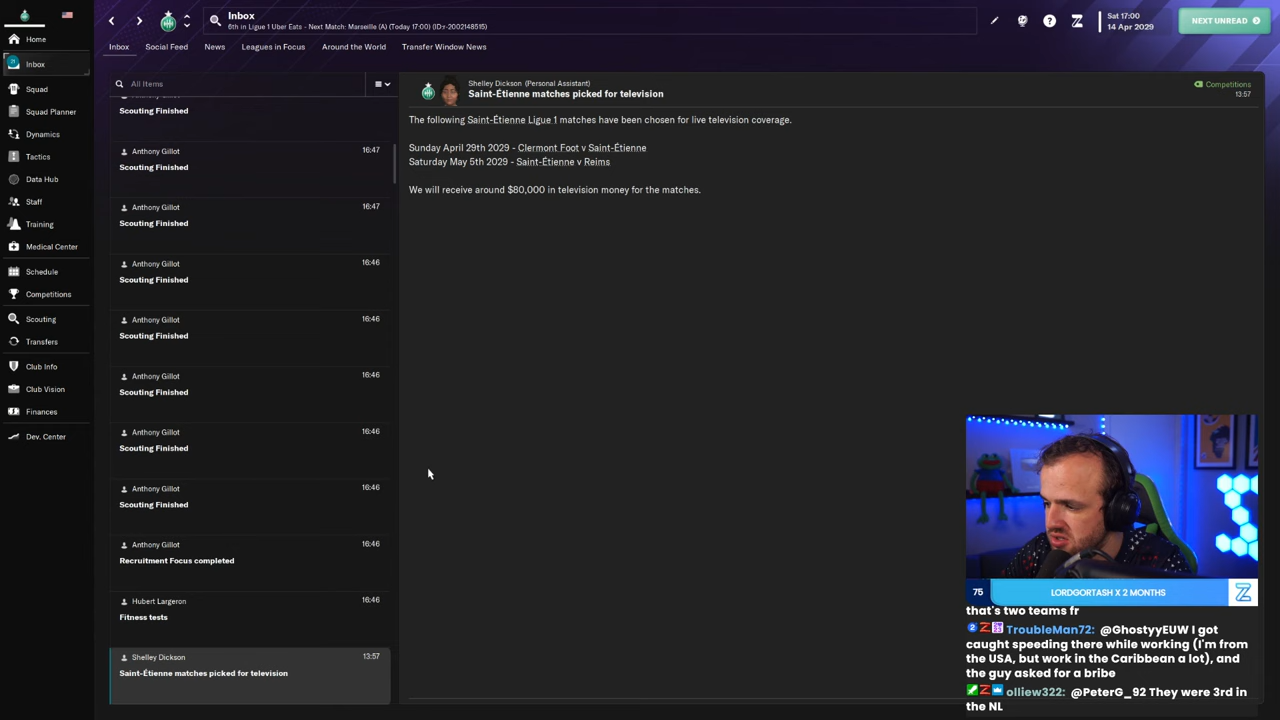 Inbox
6th in Ligue 1 Uber Eats - Next Match: Marseille (A) (Today 17:00) (ID:r-2002148515)
Sat 17:00
14 Apr 2029
NEXT UNREAD
Home
Inbox
Squad
Squad Planner
Dynamics
Tactics
Data Hub
Staff
Training
Medical Center
Schedule
Competitions
Scouting
Transfers
Club Info
Club Vision
Finances
Dev. Center
Inbox Social Feed News Leagues in Focus Around the World Transfer Window News
All Items
Scouting Finished
Anthony Gillot 16:47
Scouting Finished
Anthony Gillot 16:47
Scouting Finished
Anthony Gillot 16:46
Scouting Finished
Anthony Gillot 16:46
Scouting Finished
Anthony Gillot 16:46
Scouting Finished
Anthony Gillot 16:46
Scouting Finished
Anthony Gillot 16:46
Scouting Finished
Anthony Gillot 16:46
Recruitment Focus completed
Hubert Largeron 16:46
Fitness tests
Shelley Dickson 13:57
Saint-Étienne matches picked for television
Shelley Dickson (Personal Assistant)
Saint-Étienne matches picked for television
Competitions
13:57
The following Saint-Étienne Ligue 1 matches have been chosen for live television coverage.
Sunday April 29th 2029 - Clermont Foot v Saint-Étienne
Saturday May 5th 2029 - Saint-Étienne v Reims
We will receive around $80,000 in television money for the matches.
75 LORDGORTASH X 2 MONTHS
that's two teams fr
TroubleMan72: @GhostyyEUW I got
caught speeding there while working (I'm from
the USA, but work in the Caribbean a lot), and
the guy asked for a bribe
olliew322: @PeterG_92 They were 3rd in
the NL